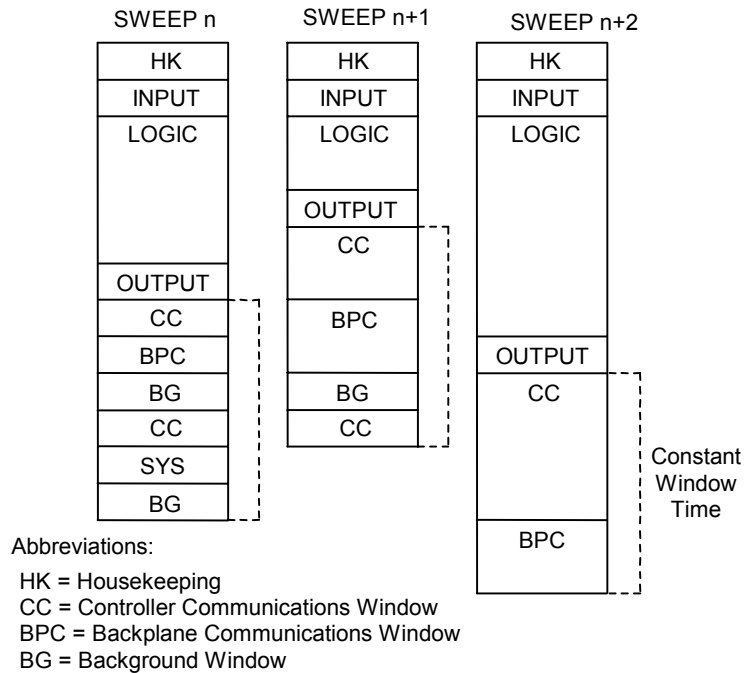 SWEEP n
HK
INPUT
LOGIC
OUTPUT
CC
BPC
BG
CC
SYS
BG
SWEEP n+1
HK
INPUT
LOGIC
OUTPUT
CC
BPC
BG
CC
SWEEP n+2
HK
INPUT
LOGIC
OUTPUT
CC
BPC
Constant
Window
Time
Abbreviations:
HK = Housekeeping
CC = Controller Communications Window
BPC = Backplane Communications Window
BG = Background Window